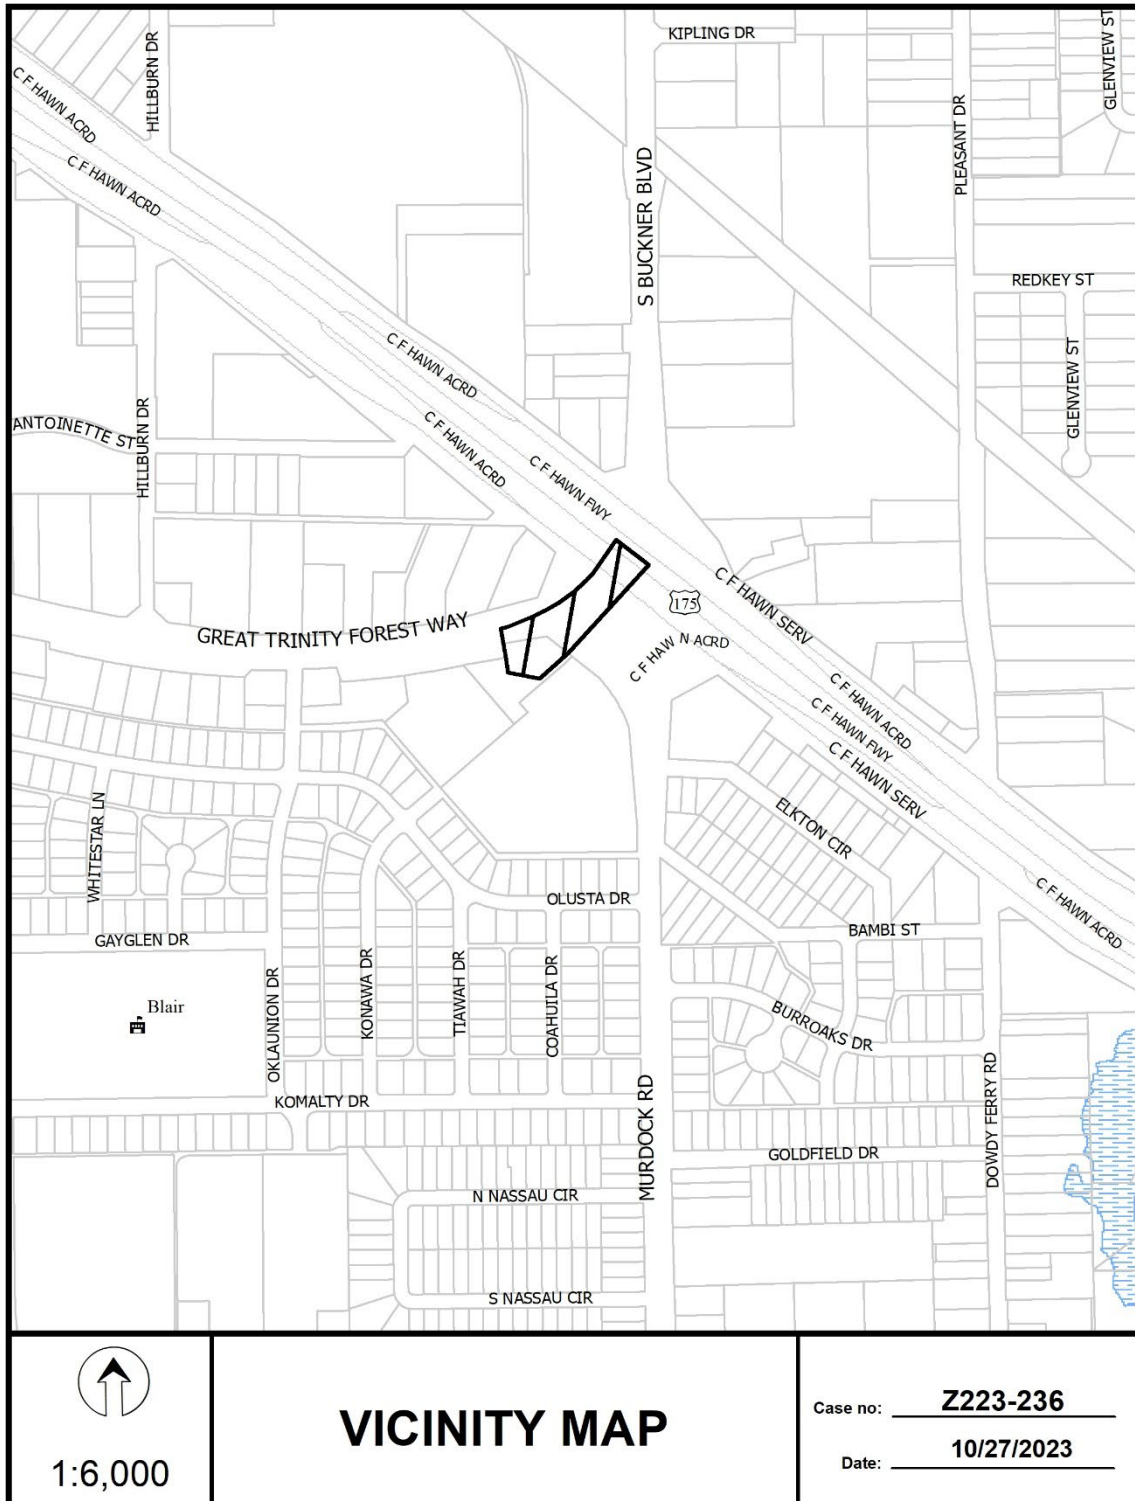 KIPLING DR
HILLBURN DR
GLENVIEW ST
C F HAWN ACRD
PLEASANT DR
C F HAWN ACRD
S BUCKNER BLVD
REDKEY ST
C F HAWN ACRD
GLENVIEW ST
ANTOINETTE ST
HILLBURN DR
C F HAWN ACRD
C F HAWN FWY
C F HAWN SERV
175
GREAT TRINITY FOREST WAY
C F HAW N ACRD
C F HAWN ACRD
C F HAWN FWY
C F HAWN SERV
ELKTON CIR
WHITESTAR LN
OLUSTA DR
C F HAWN ACRD
BAMBI ST
GAYGLEN DR
OKLAUNION DR
KONAWA DR
TIAWAH DR
COAHUILA DR
Blair
BURROAKS DR
KOMALTY DR
MURDOCK RD
DOWDY FERRY RD
GOLDFIELD DR
N NASSAU CIR
S NASSAU CIR
1:6,000
VICINITY MAP
Case no: Z223-236
Date: 10/27/2023